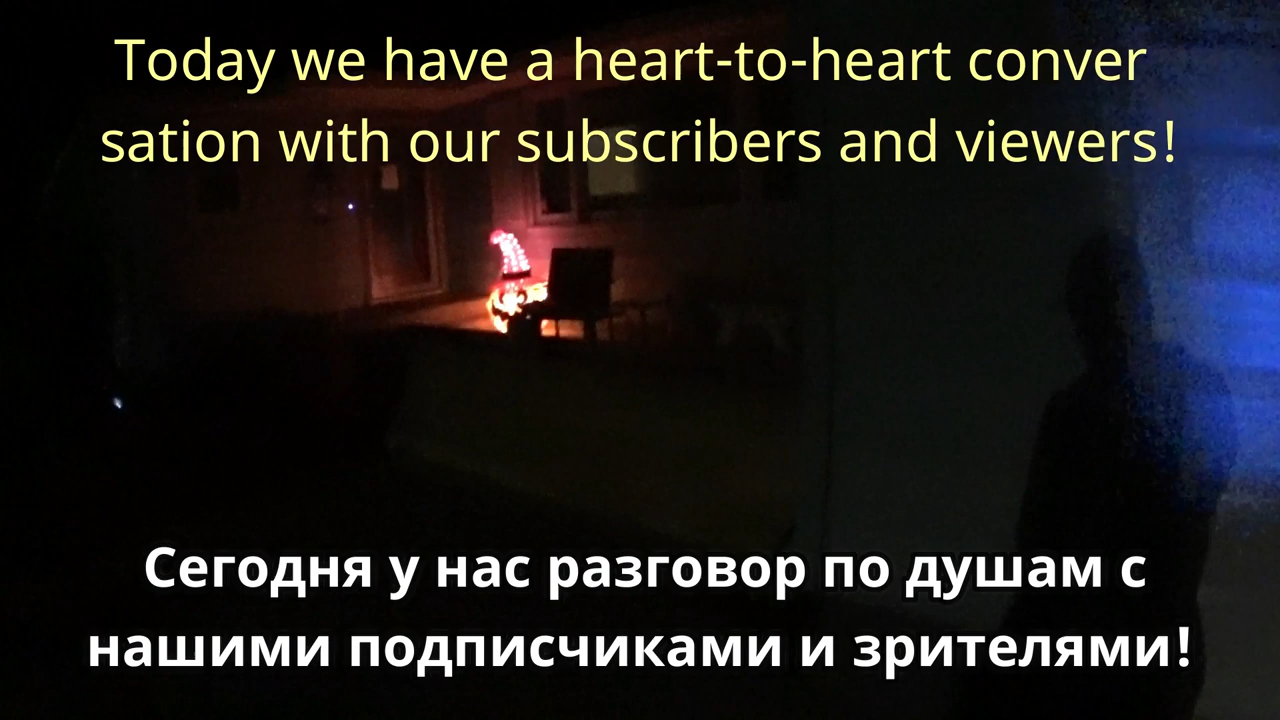 Today we have a heart-to-heart conver
sation with our subscribers and viewers!
Сегодня у нас разговор по душам с
нашими подписчиками и зрителями!